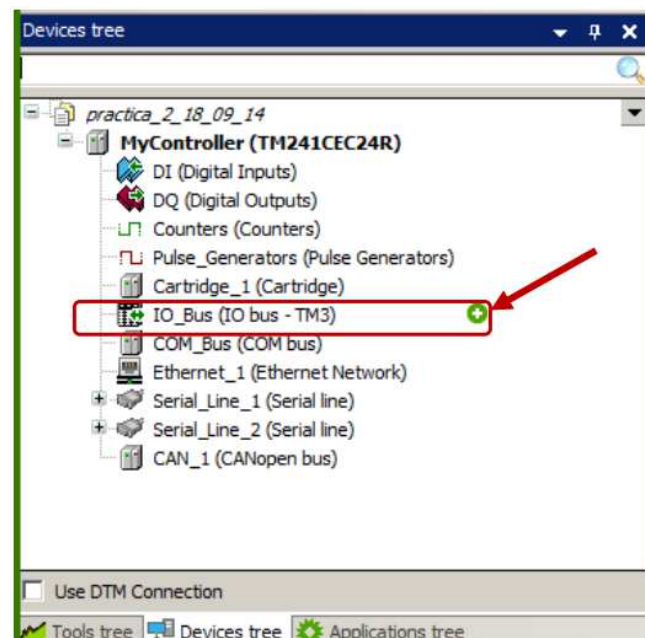 Devices tree
practica_2_18_09_14
MyController (TM241CEC24R)
DI (Digital Inputs)
DQ (Digital Outputs)
Counters (Counters)
Pulse_Generators (Pulse Generators)
Cartridge_1 (Cartridge)
IO_Bus (IO bus - TM3)
COM_Bus (COM bus)
Ethernet_1 (Ethernet Network)
Serial_Line_1 (Serial line)
Serial_Line_2 (Serial line)
CAN_1 (CANopen bus)
Use DTM Connection
Tools tree Devices tree Applications tree